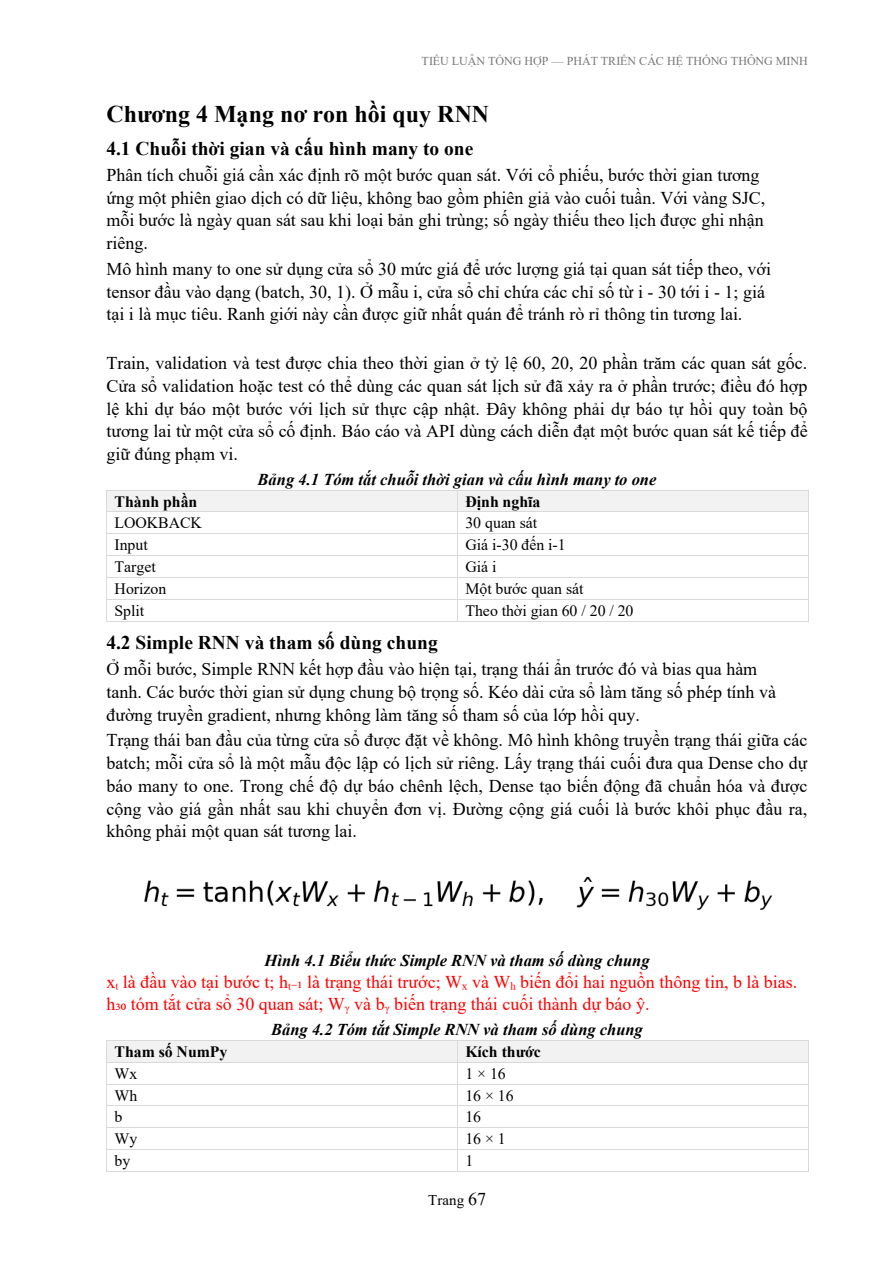 TIỂU LUẬN TỔNG HỢP — PHÁT TRIỂN CÁC HỆ THỐNG THÔNG MINH
Chương 4 Mạng nơ ron hồi quy RNN
4.1 Chuỗi thời gian và cấu hình many to one
Phân tích chuỗi giá cần xác định rõ một bước quan sát. Với cổ phiếu, bước thời gian tương
ứng một phiên giao dịch có dữ liệu, không bao gồm phiên giả vào cuối tuần. Với vàng SJC,
mỗi bước là ngày quan sát sau khi loại bản ghi trùng; số ngày thiếu theo lịch được ghi nhận
riêng.
Mô hình many to one sử dụng cửa sổ 30 mức giá để ước lượng giá tại quan sát tiếp theo, với
tensor đầu vào dạng (batch, 30, 1). Ở mẫu i, cửa sổ chỉ chứa các chỉ số từ i - 30 tới i - 1; giá
tại i là mục tiêu. Ranh giới này cần được giữ nhất quán để tránh rò rỉ thông tin tương lai.
Train, validation và test được chia theo thời gian ở tỷ lệ 60, 20, 20 phần trăm các quan sát gốc.
Cửa sổ validation hoặc test có thể dùng các quan sát lịch sử đã xảy ra ở phần trước; điều đó hợp
lệ khi dự báo một bước với lịch sử thực cập nhật. Đây không phải dự báo tự hồi quy toàn bộ
tương lai từ một cửa sổ cố định. Báo cáo và API dùng cách diễn đạt một bước quan sát kế tiếp để
giữ đúng phạm vi.
Bảng 4.1 Tóm tắt chuỗi thời gian và cấu hình many to one
Thành phần Định nghĩa
LOOKBACK 30 quan sát
Input Giá i-30 đến i-1
Target Giá i
Horizon Một bước quan sát
Split Theo thời gian 60 / 20 / 20
4.2 Simple RNN và tham số dùng chung
Ở mỗi bước, Simple RNN kết hợp đầu vào hiện tại, trạng thái ẩn trước đó và bias qua hàm
tanh. Các bước thời gian sử dụng chung bộ trọng số. Kéo dài cửa sổ làm tăng số phép tính và
đường truyền gradient, nhưng không làm tăng số tham số của lớp hồi quy.
Trạng thái ban đầu của từng cửa sổ được đặt về không. Mô hình không truyền trạng thái giữa các
batch; mỗi cửa sổ là một mẫu độc lập có lịch sử riêng. Lấy trạng thái cuối đưa qua Dense cho dự
báo many to one. Trong chế độ dự báo chênh lệch, Dense tạo biến động đã chuẩn hóa và được
cộng vào giá gần nhất sau khi chuyển đơn vị. Đường cộng giá cuối là bước khôi phục đầu ra,
không phải một quan sát tương lai.
hₜ = tanh(xₜWₓ + hₜ₋₁Wₕ + b), ŷ = h₃₀W_y + b_y
Hình 4.1 Biểu thức Simple RNN và tham số dùng chung
xₜ là đầu vào tại bước t; hₜ₋₁ là trạng thái trước; Wₓ và Wₕ biến đổi hai nguồn thông tin, b là bias.
h₃₀ tóm tắt cửa sổ 30 quan sát; Wᵧ và bᵧ biến trạng thái cuối thành dự báo ŷ.
Bảng 4.2 Tóm tắt Simple RNN và tham số dùng chung
Tham số NumPy Kích thước
Wx 1 × 16
Wh 16 × 16
b 16
Wy 16 × 1
by 1
Trang 67